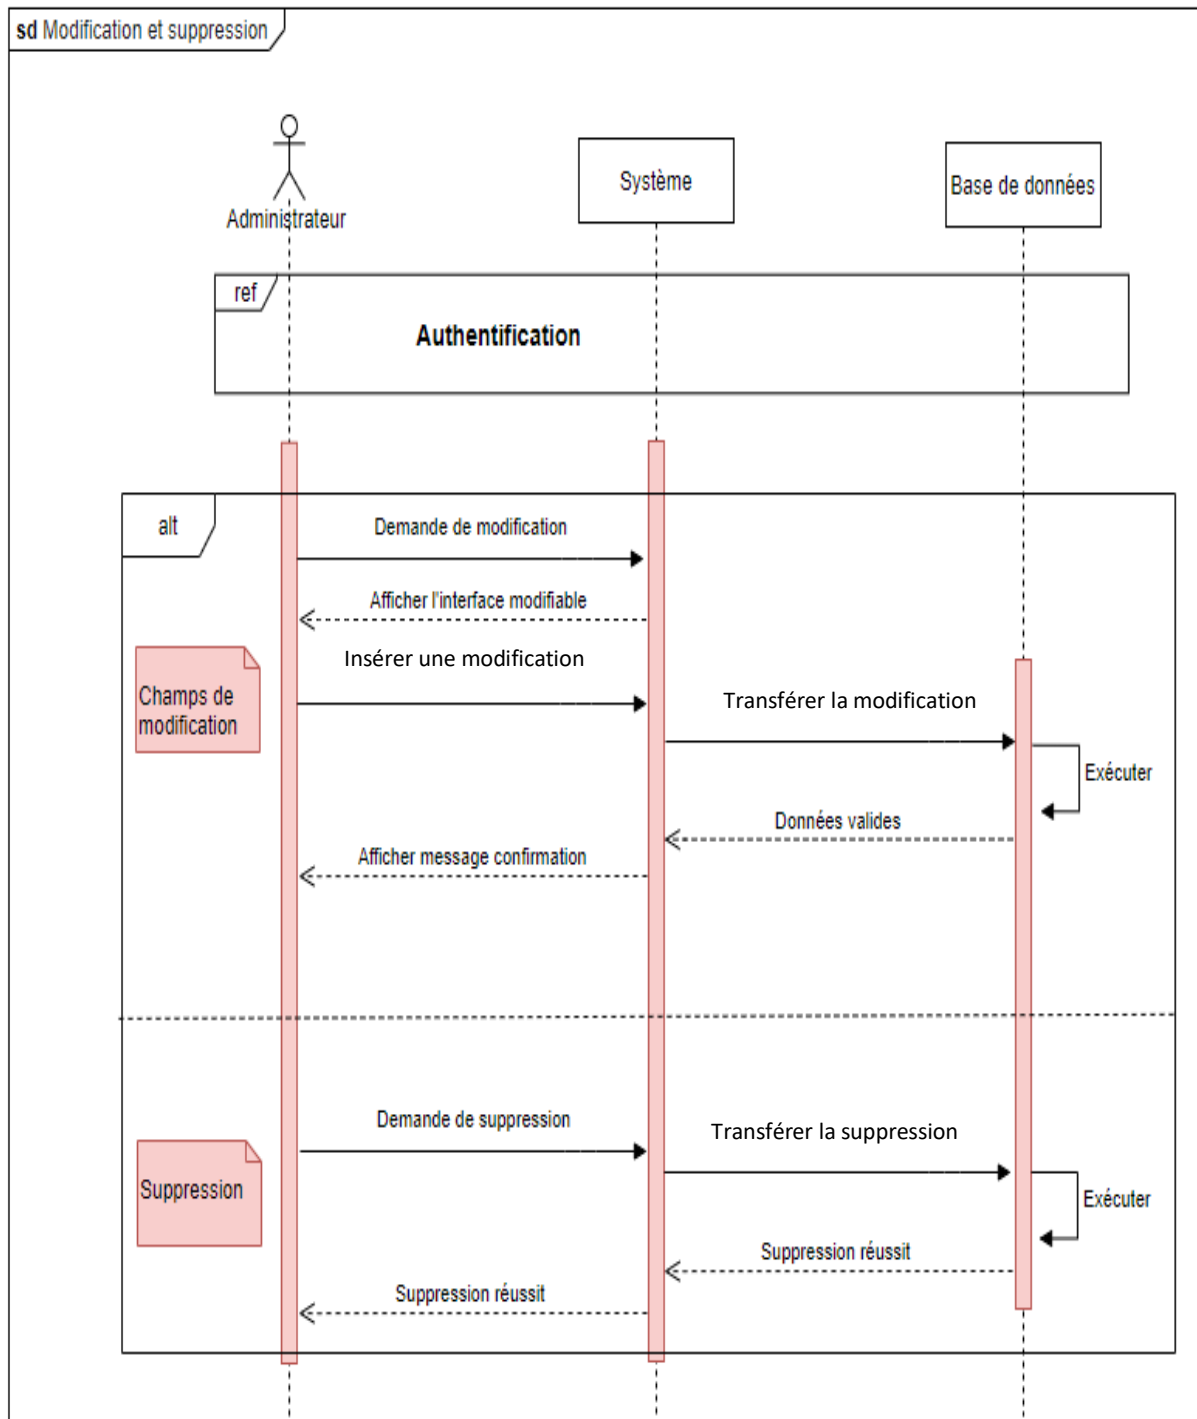 sd Modification et suppression
Administrateur
Système
Base de données
ref
Authentification
alt
Demande de modification
Afficher l'interface modifiable
Insérer une modification
Champs de
modification
Transférer la modification
Exécuter
Données valides
Afficher message confirmation
Demande de suppression
Transférer la suppression
Suppression
Exécuter
Suppression réussit
Suppression réussit